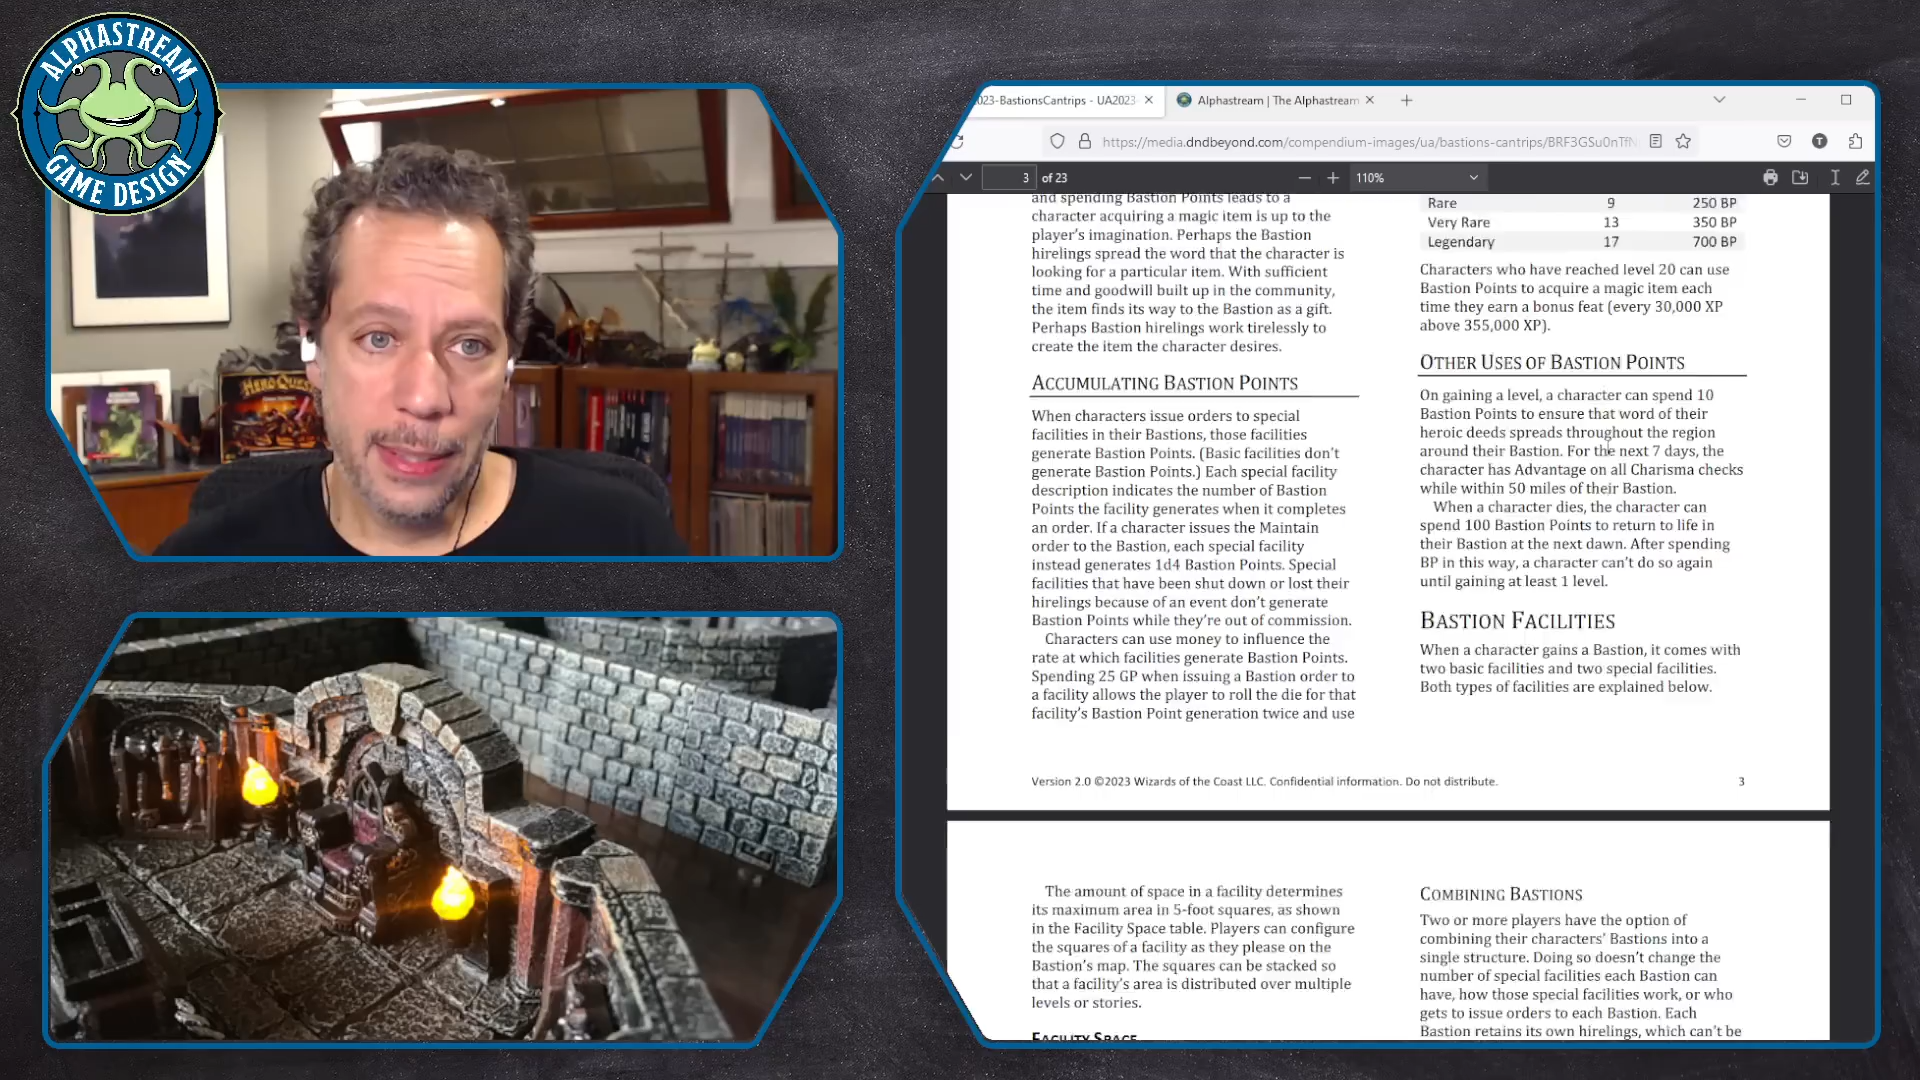 ALPHASTREAM
GAME DESIGN
HEROQUEST
023-BastionsCantrips - UA2023-
Alphastream | The Alphastream
https://media.dndbeyond.com/compendium-images/ua/bastions-cantrips/BRF3GSu0nTfN
3 of 23
110%
and spending Bastion Points leads to a
character acquiring a magic item is up to the
player's imagination. Perhaps the Bastion
hirelings spread the word that the character is
looking for a particular item. With sufficient
time and goodwill built up in the community,
the item finds its way to the Bastion as a gift.
Perhaps Bastion hirelings work tirelessly to
create the item the character desires.
ACCUMULATING BASTION POINTS
When characters issue orders to special
facilities in their Bastions, those facilities
generate Bastion Points. (Basic facilities don't
generate Bastion Points.) Each special facility
description indicates the number of Bastion
Points the facility generates when it completes
an order. If a character issues the Maintain
order to the Bastion, each special facility
instead generates 1d4 Bastion Points. Special
facilities that have been shut down or lost their
hirelings because of an event don't generate
Bastion Points while they're out of commission.
Characters can use money to influence the
rate at which facilities generate Bastion Points.
Spending 25 GP when issuing a Bastion order to
a facility allows the player to roll the die for that
facility's Bastion Point generation twice and use
Rare 9 250 BP
Very Rare 13 350 BP
Legendary 17 700 BP
Characters who have reached level 20 can use
Bastion Points to acquire a magic item each
time they earn a bonus feat (every 30,000 XP
above 355,000 XP).
OTHER USES OF BASTION POINTS
On gaining a level, a character can spend 10
Bastion Points to ensure that word of their
heroic deeds spreads throughout the region
around their Bastion. For the next 7 days, the
character has Advantage on all Charisma checks
while within 50 miles of their Bastion.
When a character dies, the character can
spend 100 Bastion Points to return to life in
their Bastion at the next dawn. After spending
BP in this way, a character can't do so again
until gaining at least 1 level.
BASTION FACILITIES
When a character gains a Bastion, it comes with
two basic facilities and two special facilities.
Both types of facilities are explained below.
Version 2.0 ©2023 Wizards of the Coast LLC. Confidential information. Do not distribute. 3
The amount of space in a facility determines
its maximum area in 5-foot squares, as shown
in the Facility Space table. Players can configure
the squares of a facility as they please on the
Bastion's map. The squares can be stacked so
that a facility's area is distributed over multiple
levels or stories.
FACILITY SPACE
COMBINING BASTIONS
Two or more players have the option of
combining their characters' Bastions into a
single structure. Doing so doesn't change the
number of special facilities each Bastion can
have, how those special facilities work, or who
gets to issue orders to each Bastion. Each
Bastion retains its own hirelings, which can't be